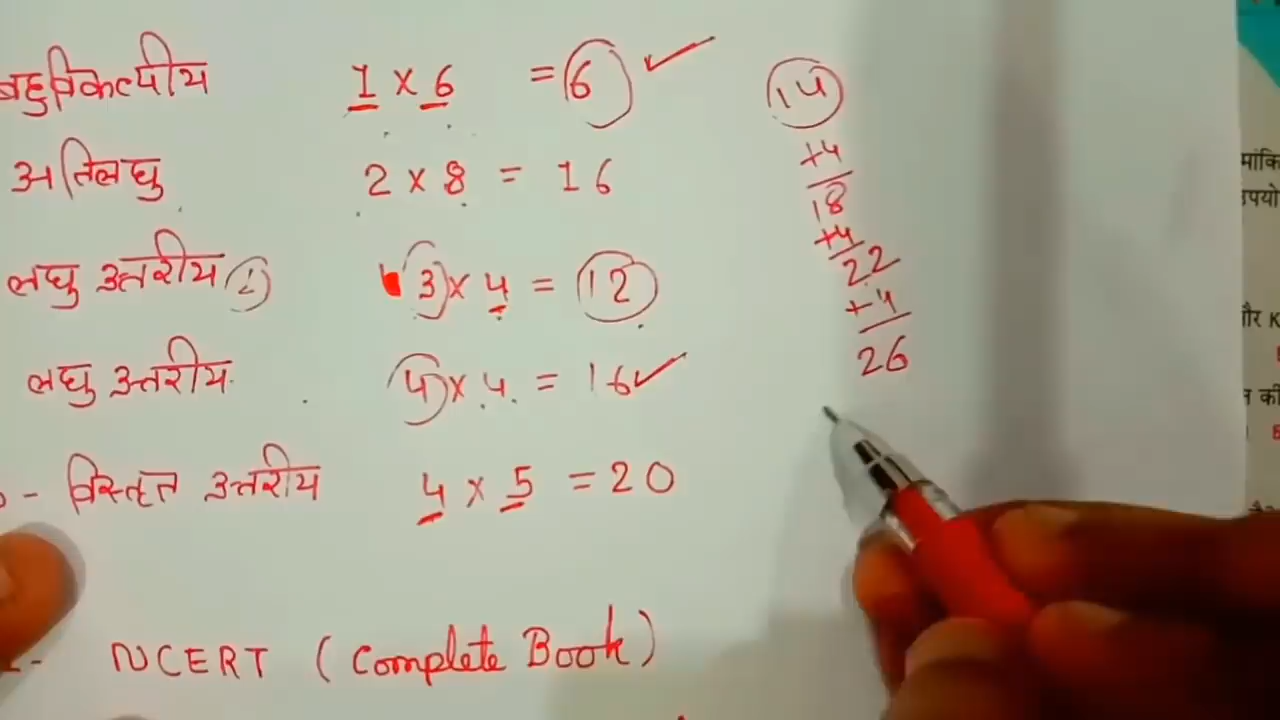 बहुविकल्पीय 1 × 6 = 6 ✓
अतिलघु 2 × 8 = 16
लघु उत्तरीय 1 3 × 4 = 12
लघु उत्तरीय 4 × 4 = 16 ✓
- विस्तृत उत्तरीय 4 × 5 = 20
NCERT (Complete Book)
14
+4
18
+4
22
+4
26